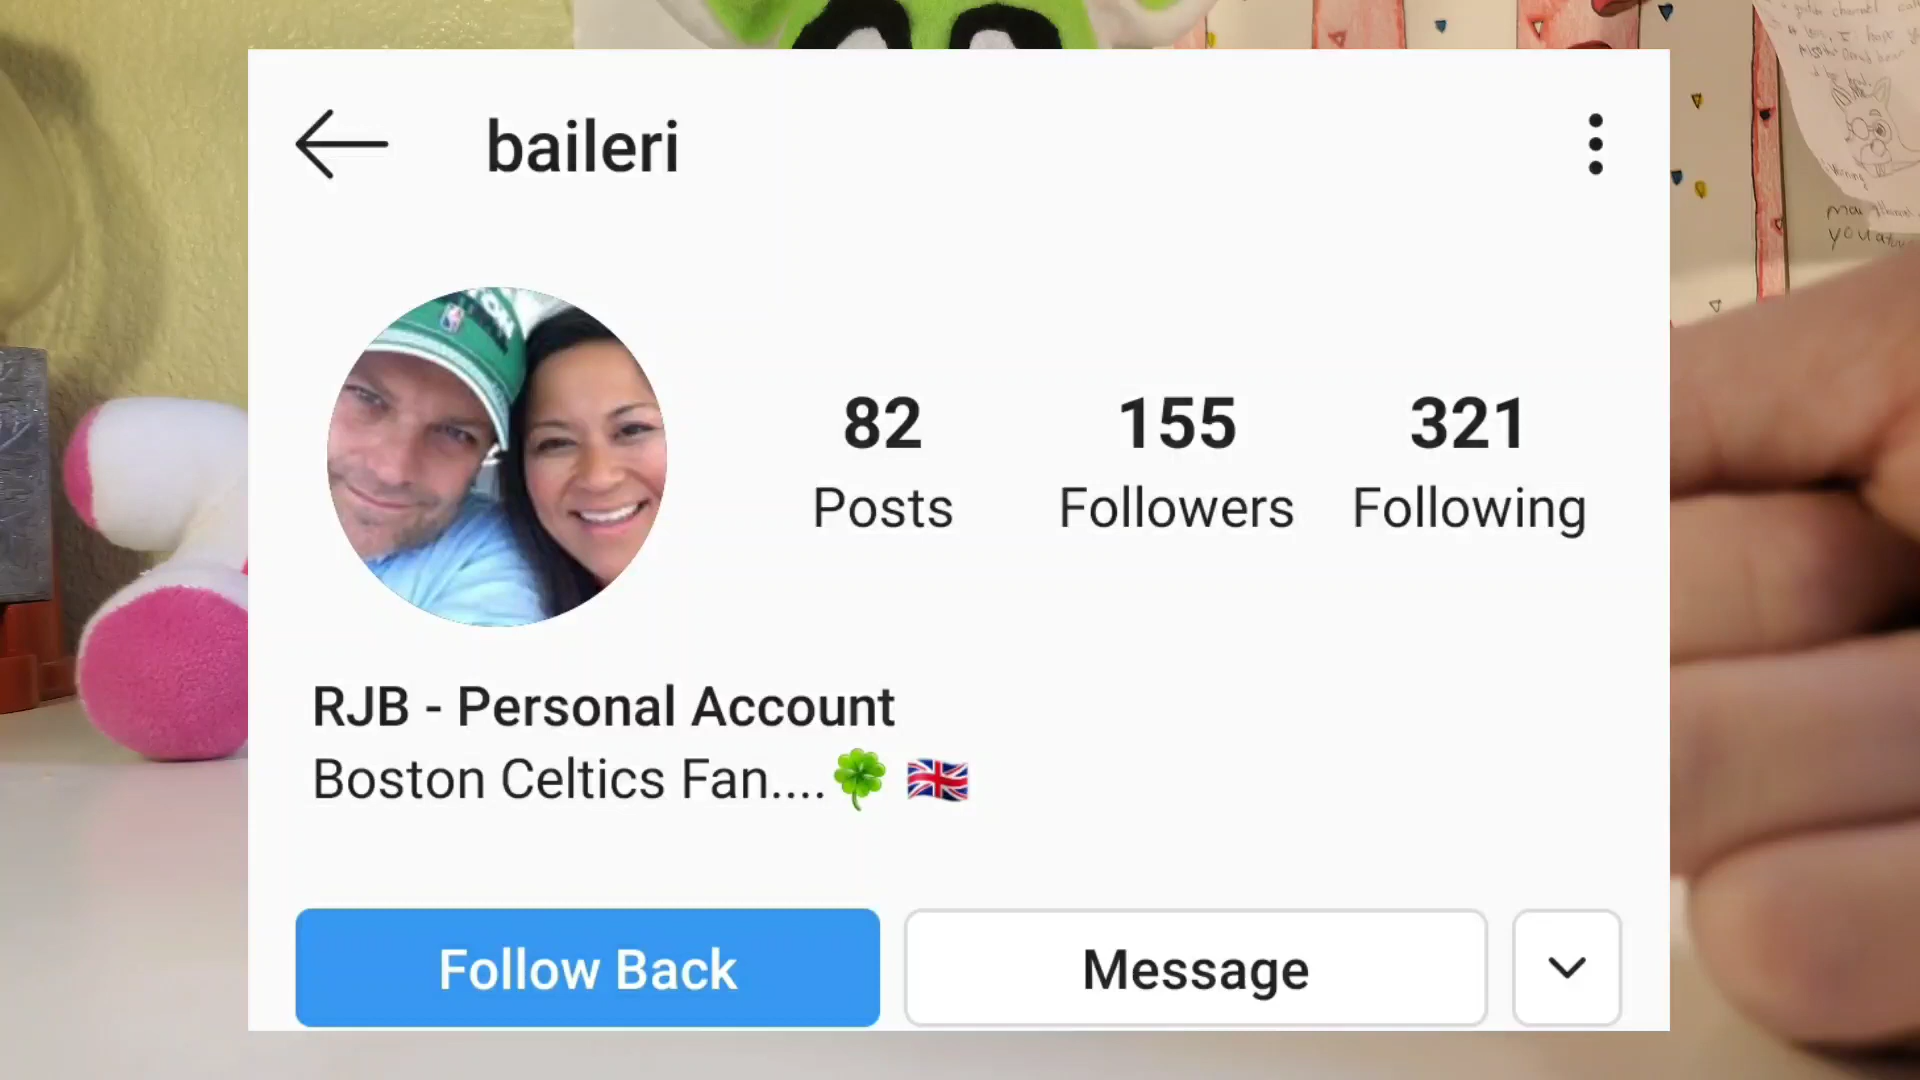 baileri
82
155
321
Posts
Followers
Following
RJB - Personal Account
Boston Celtics Fan....🍀 🇬🇧
Follow Back
Message